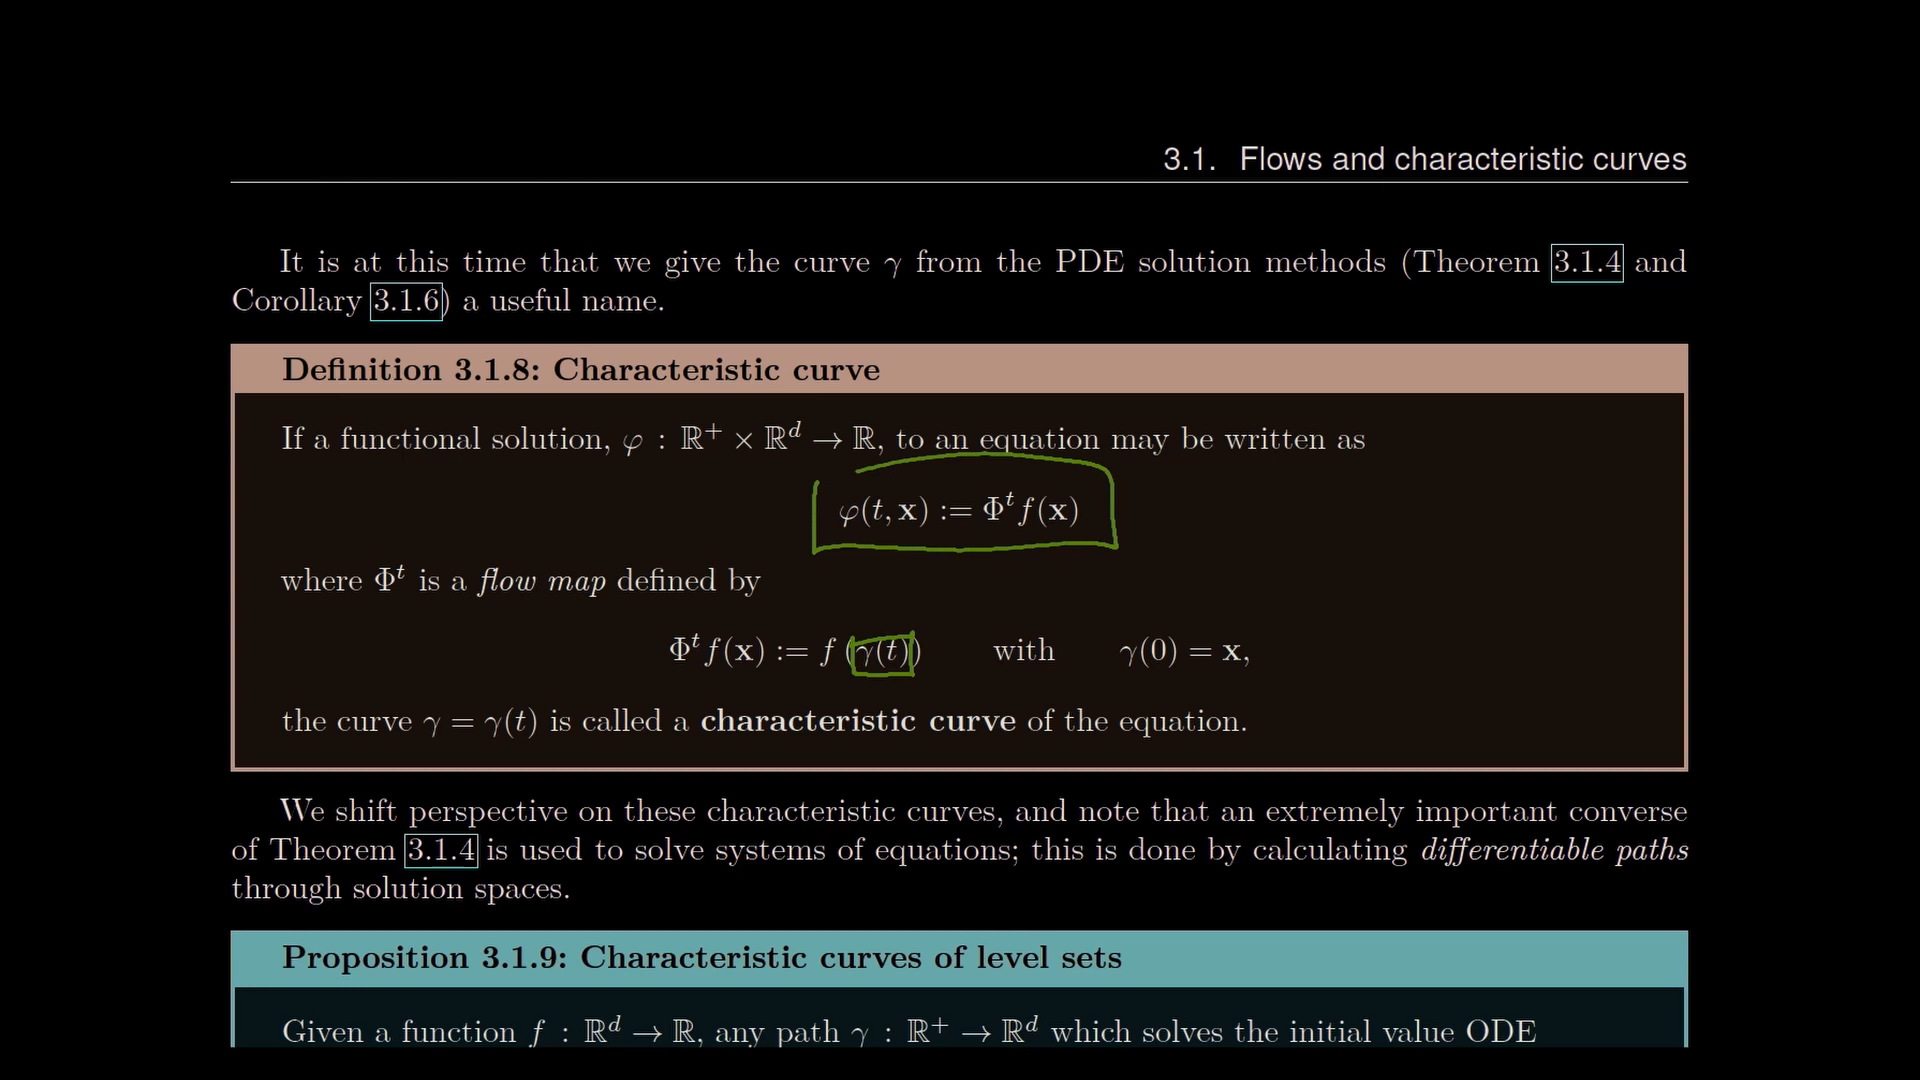 3.1. Flows and characteristic curves
It is at this time that we give the curve γ from the PDE solution methods (Theorem 3.1.4 and
Corollary 3.1.6) a useful name.
Definition 3.1.8: Characteristic curve
If a functional solution, φ : ℝ⁺ × ℝᵈ → ℝ, to an equation may be written as
φ(t, x) := Φᵗf(x)
where Φᵗ is a flow map defined by
Φᵗf(x) := f (γ(t)) with γ(0) = x,
the curve γ = γ(t) is called a characteristic curve of the equation.
We shift perspective on these characteristic curves, and note that an extremely important converse
of Theorem 3.1.4 is used to solve systems of equations; this is done by calculating differentiable paths
through solution spaces.
Proposition 3.1.9: Characteristic curves of level sets
Given a function f : ℝᵈ → ℝ, any path γ : ℝ⁺ → ℝᵈ which solves the initial value ODE